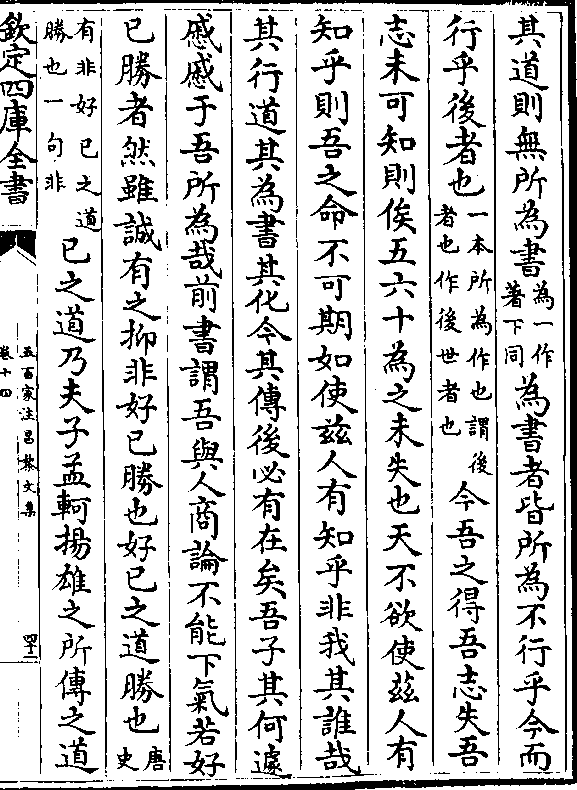 其道則無所為書為一作著下同為書者皆所為不行乎今而
行乎後者也一本所為作也謂後者也作後世者也今吾之得吾志失吾
志未可知則俟五六十為之未失也天不欲使茲人有
知乎則吾之命不可期如使茲人有知乎非我其誰哉
其行道其為書其化今其傳後必有在矣吾子其何遽
戚戚于吾所為哉前書謂吾與人商論不能下氣若好
已勝者然雖誠有之抑非好已勝也好已之道勝也唐史
有非好已之道勝也一句非已之道乃夫子孟軻揚雄之所傳之道
欽定四庫全書
五百家注昌黎文集
卷十四